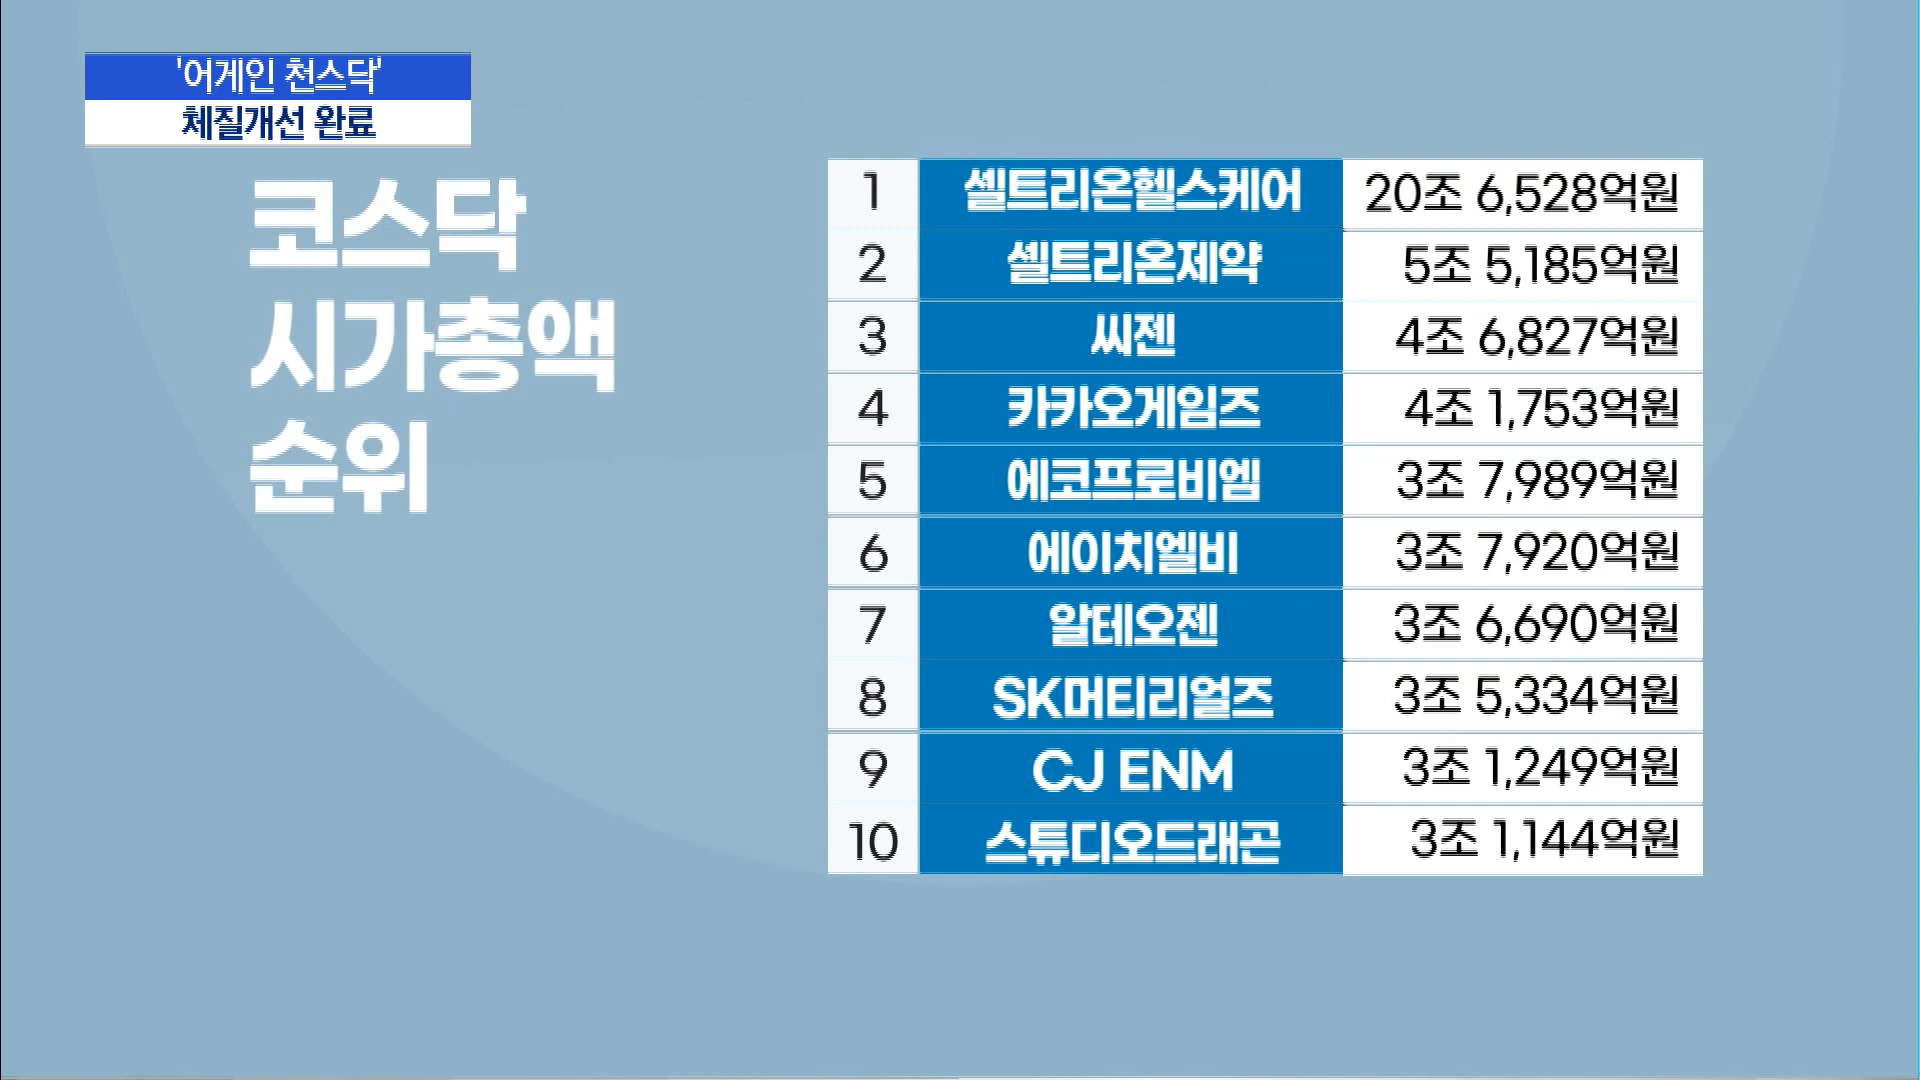 '어게인 천스닥'
체질개선 완료
코스닥
시가총액
순위
1 셀트리온헬스케어 20조 6,528억원
2 셀트리온제약 5조 5,185억원
3 씨젠 4조 6,827억원
4 카카오게임즈 4조 1,753억원
5 에코프로비엠 3조 7,989억원
6 에이치엘비 3조 7,920억원
7 알테오젠 3조 6,690억원
8 SK머티리얼즈 3조 5,334억원
9 CJ ENM 3조 1,249억원
10 스튜디오드래곤 3조 1,144억원